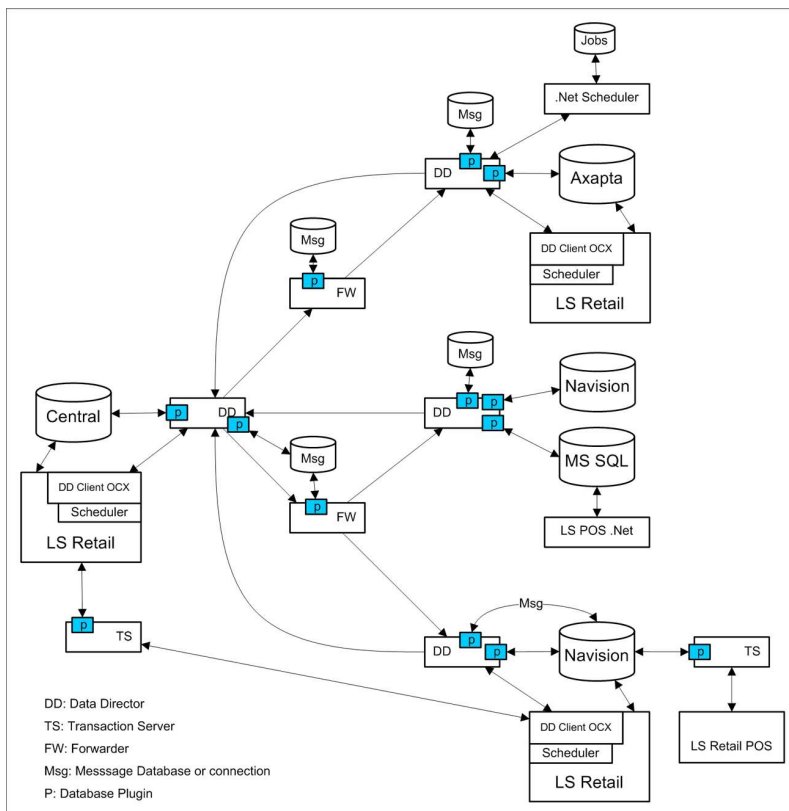 Jobs
.Net Scheduler
Msg
p
DD
p
Axapta
Msg
DD Client OCX
Scheduler
LS Retail
p
FW
Msg
p
Navision
DD
p
p
Central
p
DD
p
Msg
MS SQL
DD Client OCX
Scheduler
LS Retail
p
FW
LS POS .Net
p
TS
Msg
p
DD
p
Navision
p
TS
DD: Data Director
TS: Transaction Server
FW: Forwarder
Msg: Messsage Database or connection
P: Database Plugin
DD Client OCX
Scheduler
LS Retail
LS Retail POS